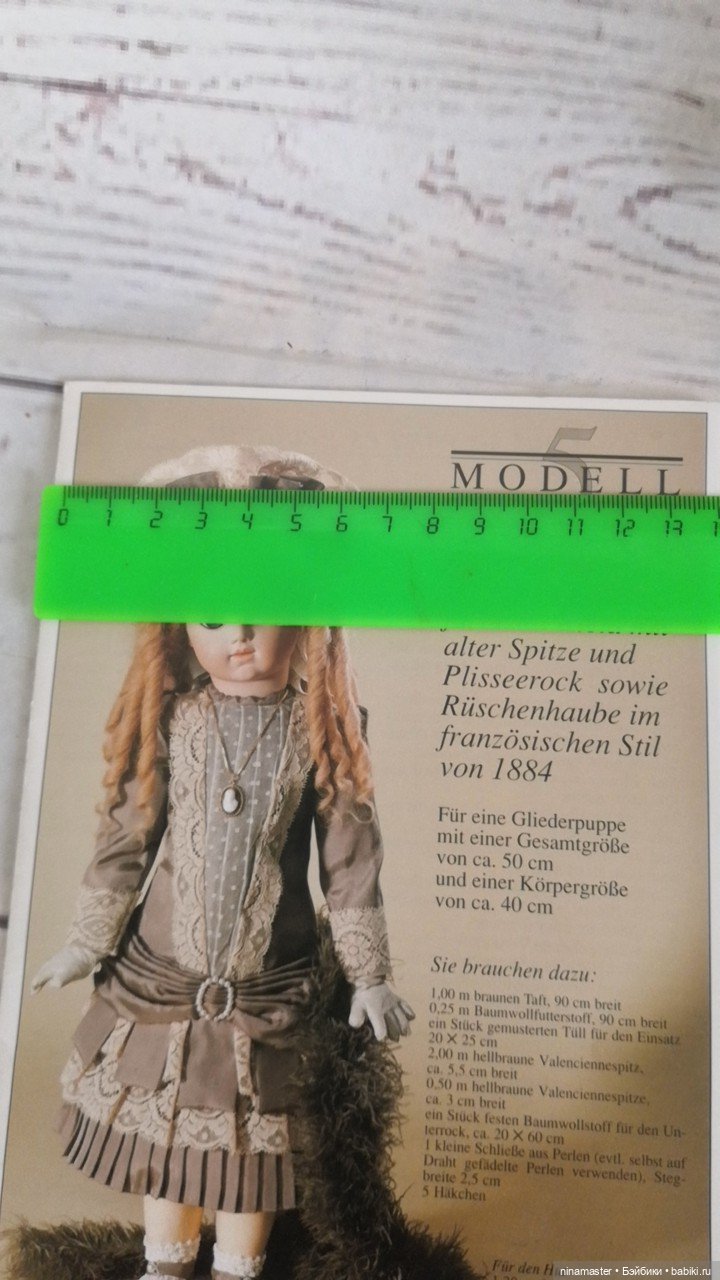 5
MODELL
0 1 2 3 4 5 6 7 8 9 10 11 12 13
alter Spitze und
Plisseerock sowie
Rüschenhaube im
französischen Stil
von 1884
Für eine Gliederpuppe
mit einer Gesamtgröße
von ca. 50 cm
und einer Körpergröße
von ca. 40 cm
Sie brauchen dazu:
1,00 m braunen Taft, 90 cm breit
0,25 m Baumwollfutterstoff, 90 cm breit
ein Stück gemusterten Tüll für den Einsatz
20 × 25 cm
2,00 m hellbraune Valenciennespitz,
ca. 5,5 cm breit
0,50 m hellbraune Valenciennespitze,
ca. 3 cm breit
ein Stück festen Baumwollstoff für den Un-
terrock, ca. 20 × 60 cm
1 kleine Schließe aus Perlen (evtl. selbst auf
Draht gefädelte Perlen verwenden), Steg-
breite 2,5 cm
5 Häkchen
Für den
ninamaster • Бэйбики • babiki.ru